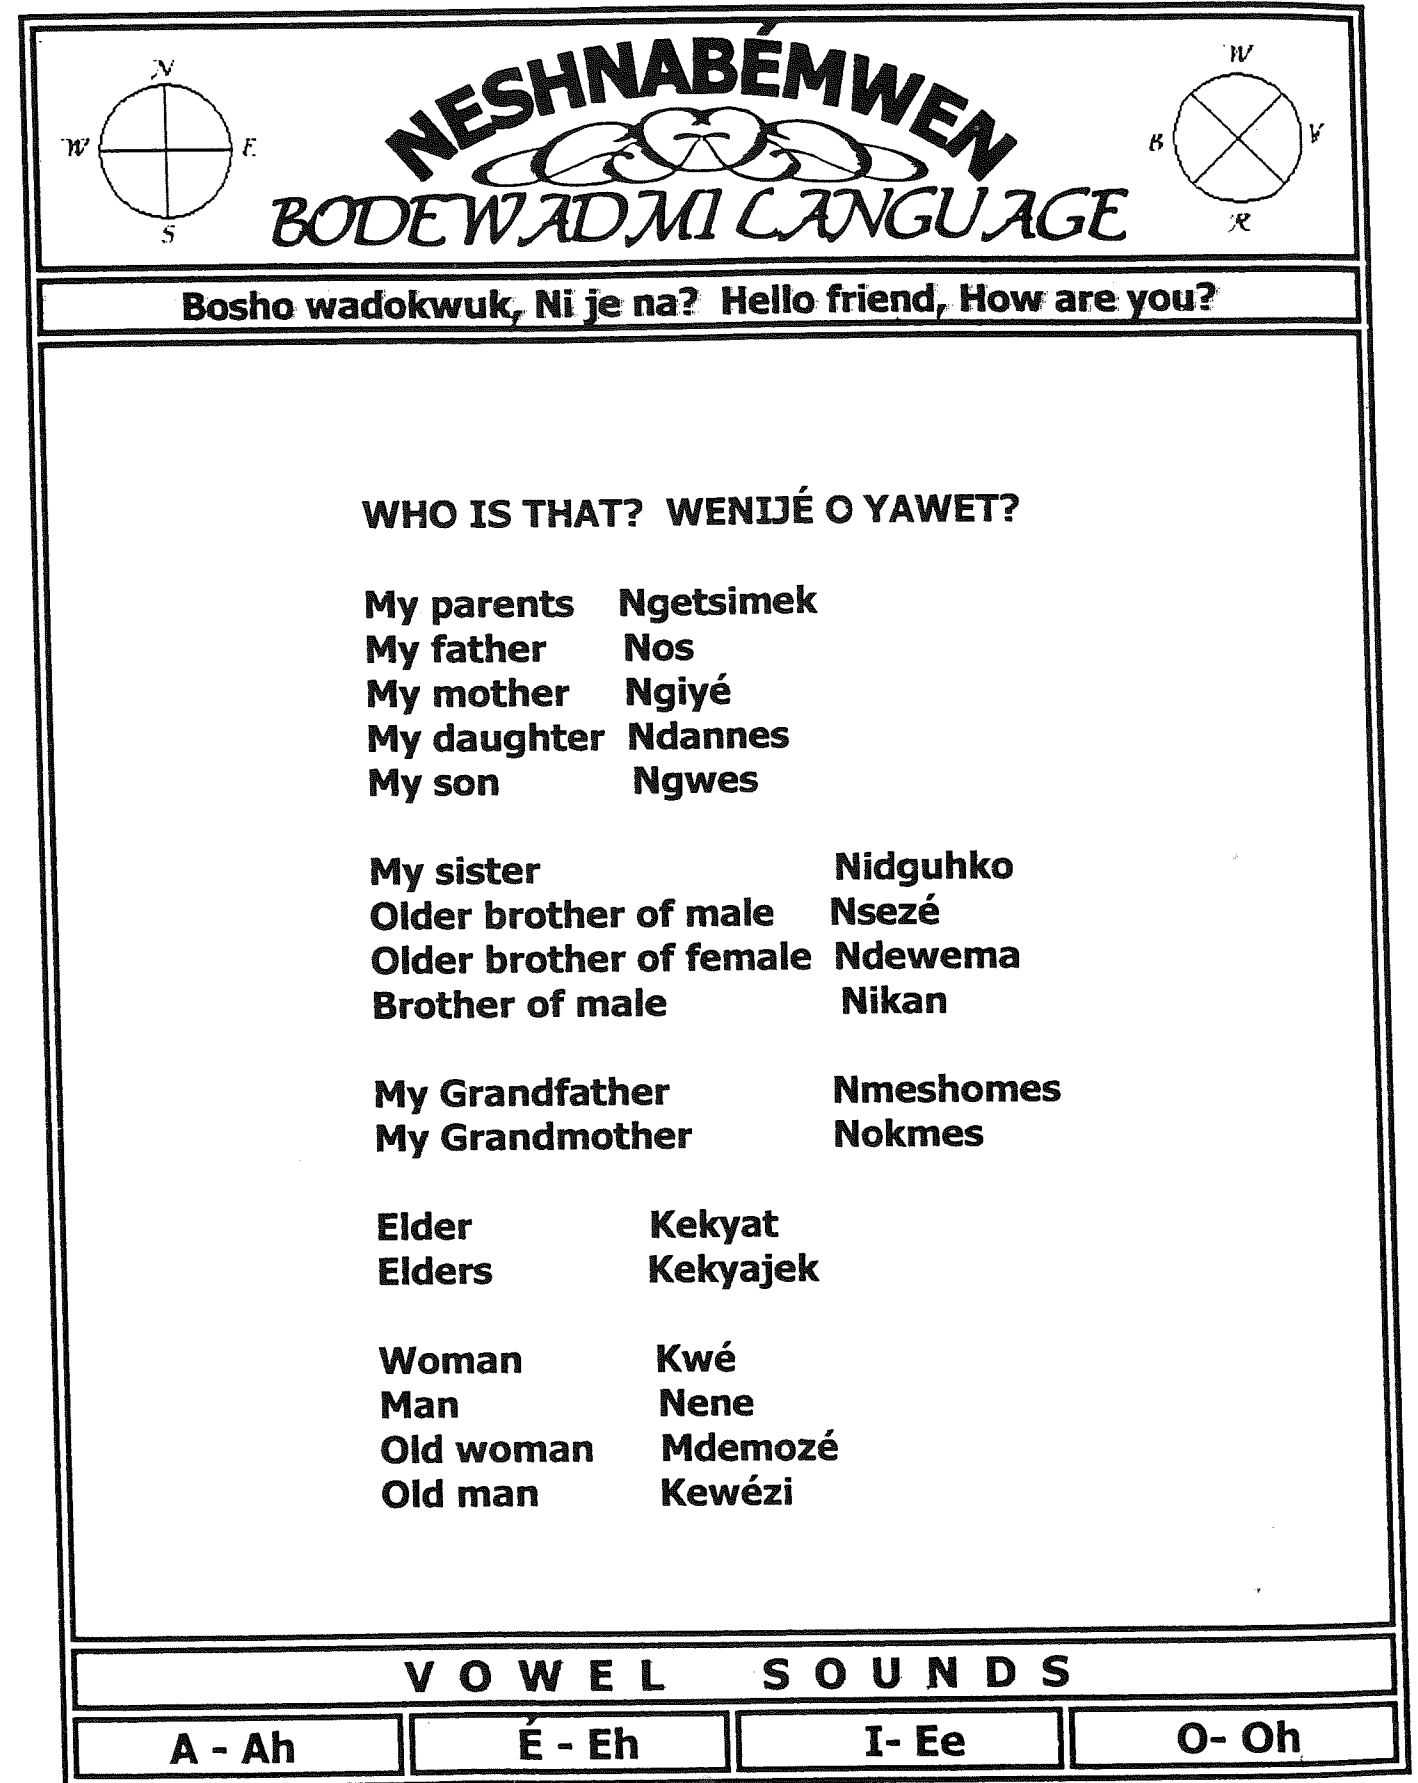 NESHNABÉMWEN
N
W E
S
W
B Y
R
BODEWADMI LANGUAGE
Bosho wadokwuk, Ni je na? Hello friend, How are you?
WHO IS THAT? WENIJÉ O YAWET?
My parents Ngetsimek
My father Nos
My mother Ngiyé
My daughter Ndannes
My son Ngwes
My sister Nidguhko
Older brother of male Nsezé
Older brother of female Ndewema
Brother of male Nikan
My Grandfather Nmeshomes
My Grandmother Nokmes
Elder Kekyat
Elders Kekyajek
Woman Kwé
Man Nene
Old woman Mdemozé
Old man Kewézi
VOWEL SOUNDS
A - Ah É - Eh I- Ee O- Oh